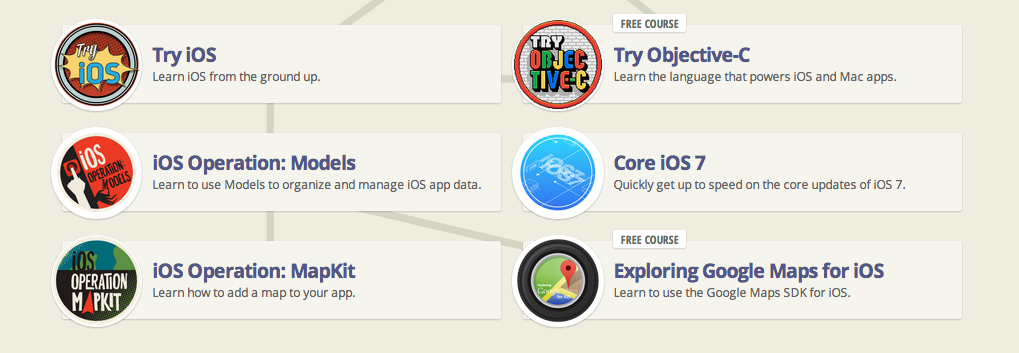 Try
iOS
Try iOS
Learn iOS from the ground up.
FREE COURSE
TRY
OBJEC
TIVE-C
Try Objective-C
Learn the language that powers iOS and Mac apps.
iOS
OPERATION:
MODELS
iOS Operation: Models
Learn to use Models to organize and manage iOS app data.
iOS7
Core iOS 7
Quickly get up to speed on the core updates of iOS 7.
iOS
OPERATION
MAPKIT
iOS Operation: MapKit
Learn how to add a map to your app.
FREE COURSE
Exploring Google Maps for iOS
Learn to use the Google Maps SDK for iOS.